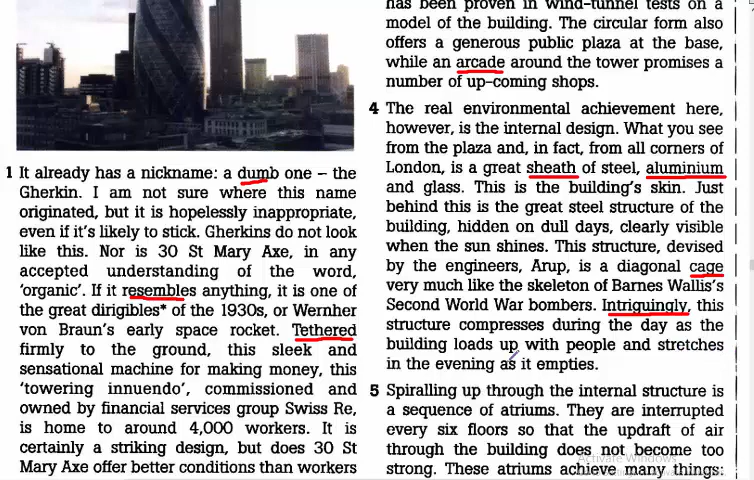 1 It already has a nickname: a dumb one – the
Gherkin. I am not sure where this name
originated, but it is hopelessly inappropriate,
even if it's likely to stick. Gherkins do not look
like this. Nor is 30 St Mary Axe, in any
accepted understanding of the word,
'organic'. If it resembles anything, it is one of
the great dirigibles* of the 1930s, or Wernher
von Braun's early space rocket. Tethered
firmly to the ground, this sleek and
sensational machine for making money, this
'towering innuendo', commissioned and
owned by financial services group Swiss Re,
is home to around 4,000 workers. It is
certainly a striking design, but does 30 St
Mary Axe offer better conditions than workers
has been proven in wind-tunnel tests on a
model of the building. The circular form also
offers a generous public plaza at the base,
while an arcade around the tower promises a
number of up-coming shops.
4 The real environmental achievement here,
however, is the internal design. What you see
from the plaza and, in fact, from all corners of
London, is a great sheath of steel, aluminium
and glass. This is the building's skin. Just
behind this is the great steel structure of the
building, hidden on dull days, clearly visible
when the sun shines. This structure, devised
by the engineers, Arup, is a diagonal cage
very much like the skeleton of Barnes Wallis's
Second World War bombers. Intriguingly, this
structure compresses during the day as the
building loads up with people and stretches
in the evening as it empties.
5 Spiralling up through the internal structure is
a sequence of atriums. They are interrupted
every six floors so that the updraft of air
through the building does not become too
strong. These atriums achieve many things:
Activate Windows